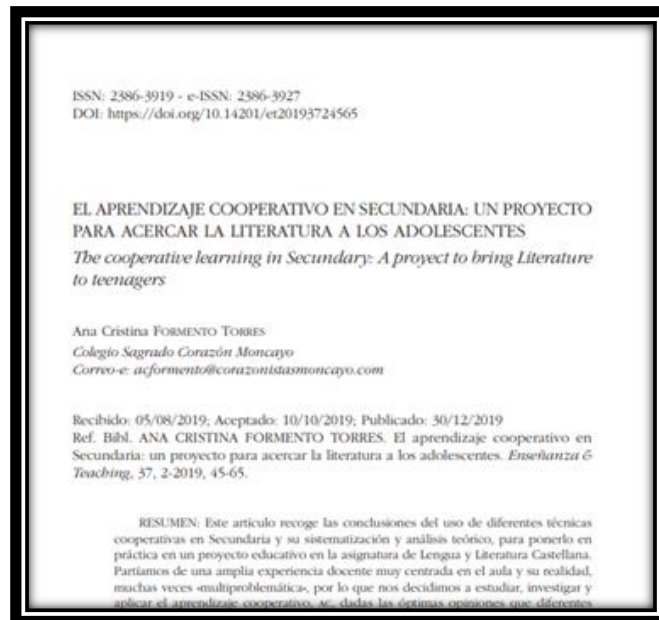 ISSN: 2386-3919 - e-ISSN: 2386-3927
DOI: https://doi.org/10.14201/et20193724565
EL APRENDIZAJE COOPERATIVO EN SECUNDARIA: UN PROYECTO
PARA ACERCAR LA LITERATURA A LOS ADOLESCENTES
The cooperative learning in Secundary: A proyect to bring Literature
to teenagers
Ana Cristina FORMENTO TORRES
Colegio Sagrado Corazón Moncayo
Correo-e: acformento@corazonistasmoncayo.com
Recibido: 05/08/2019; Aceptado: 10/10/2019; Publicado: 30/12/2019
Ref. Bibl. ANA CRISTINA FORMENTO TORRES. El aprendizaje cooperativo en
Secundaria: un proyecto para acercar la literatura a los adolescentes. Enseñanza &
Teaching, 37, 2-2019, 45-65.
RESUMEN: Este artículo recoge las conclusiones del uso de diferentes técnicas
cooperativas en Secundaria y su sistematización y análisis teórico, para ponerlo en
práctica en un proyecto educativo en la asignatura de Lengua y Literatura Castellana.
Partíamos de una amplia experiencia docente muy centrada en el aula y su realidad,
muchas veces «multiproblemática», por lo que nos decidimos a estudiar, investigar y
aplicar el aprendizaje cooperativo, AC, dadas las óptimas opiniones que diferentes